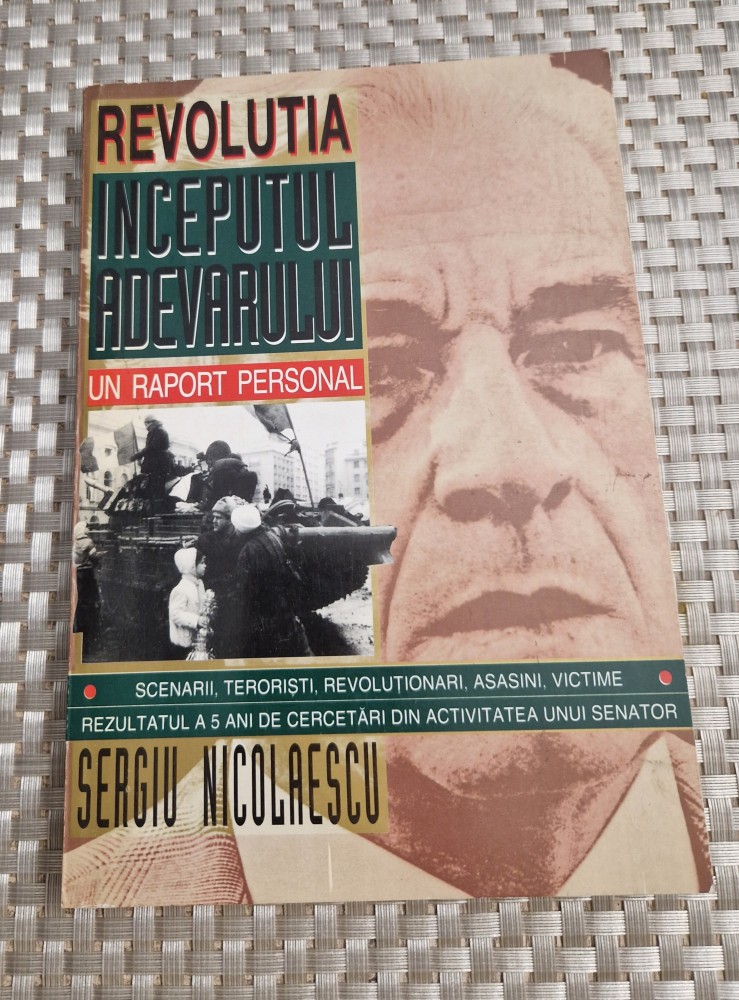 REVOLUTIA
INCEPUTUL
ADEVARULUI
UN RAPORT PERSONAL
SCENARII, TERORIȘTI, REVOLUȚIONARI, ASASINI, VICTIME
REZULTATUL A 5 ANI DE CERCETĂRI DIN ACTIVITATEA UNUI SENATOR
SERGIU NICOLAESCU